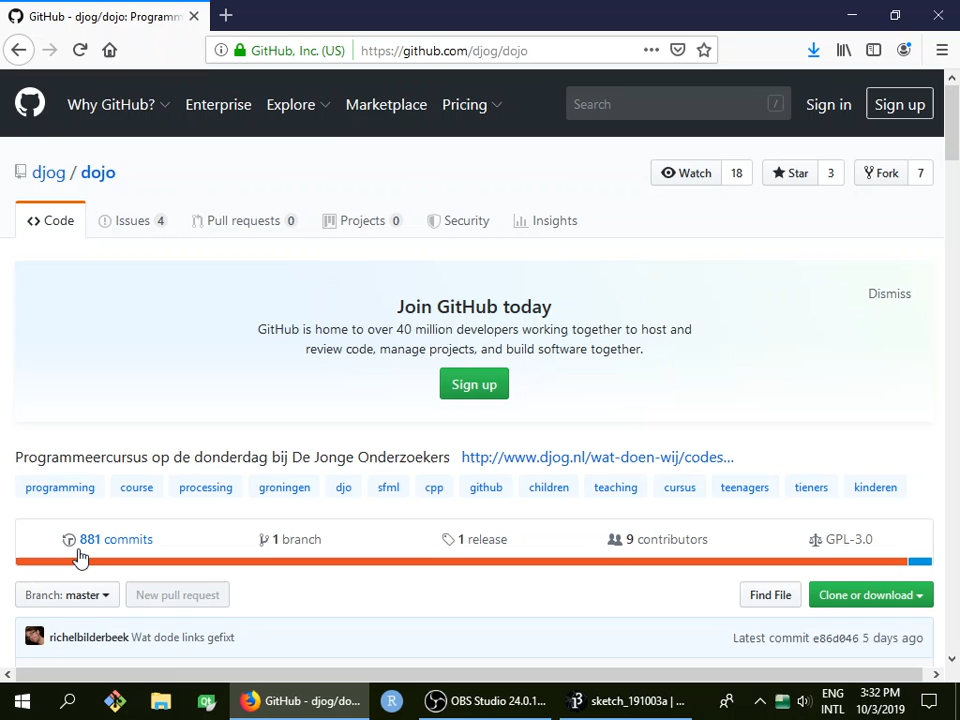 GitHub - djog/dojo: Programm
GitHub, Inc. (US) https://github.com/djog/dojo
Why GitHub? Enterprise Explore Marketplace Pricing Search / Sign in Sign up
djog / dojo Watch 18 Star 3 Fork 7
Code Issues 4 Pull requests 0 Projects 0 Security Insights
Dismiss
Join GitHub today
GitHub is home to over 40 million developers working together to host and
review code, manage projects, and build software together.
Sign up
Programmeercursus op de donderdag bij De Jonge Onderzoekers http://www.djog.nl/wat-doen-wij/codes...
programming course processing groningen djo sfml cpp github children teaching cursus teenagers tieners kinderen
881 commits 1 branch 1 release 9 contributors GPL-3.0
Branch: master New pull request Find File Clone or download
richelbilderbeek Wat dode links gefixt Latest commit e86d046 5 days ago
GitHub - djog/do... R OBS Studio 24.0.1... sketch_191003a | ... ENG 3:32 PM
INTL 10/3/2019